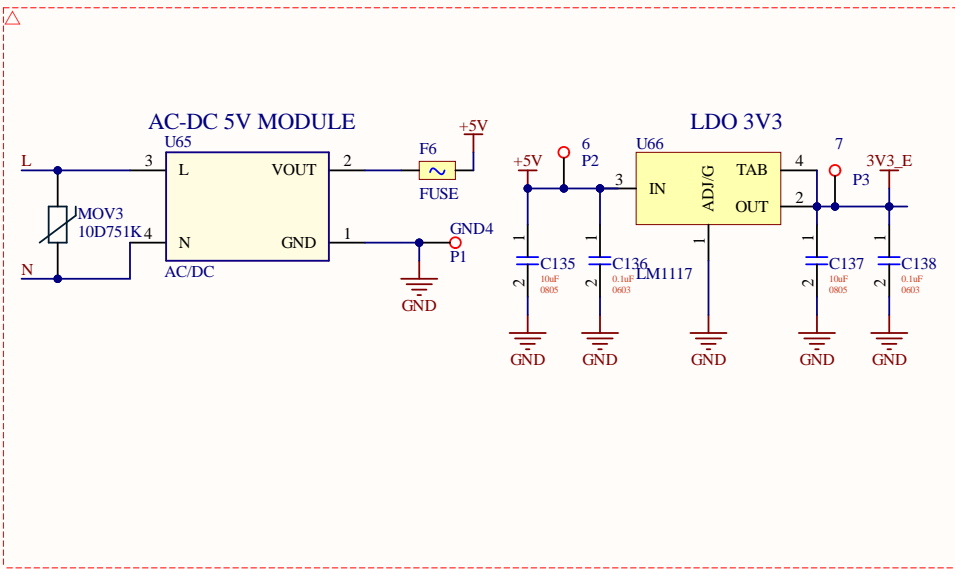 AC-DC 5V MODULE
U65
L
3
L
VOUT
2
F6
FUSE
+5V
MOV3
10D751K
4
N
N
GND
1
GND4
P1
AC/DC
GND
LDO 3V3
+5V
6
P2
U66
3
IN
ADJ/G
TAB
4
OUT
2
7
P3
3V3_E
1
LM1117
1
C135
10uF
0805
2
1
C136
0.1uF
0603
2
1
C137
10uF
0805
2
1
C138
0.1uF
0603
2
GND
GND
GND
GND
GND